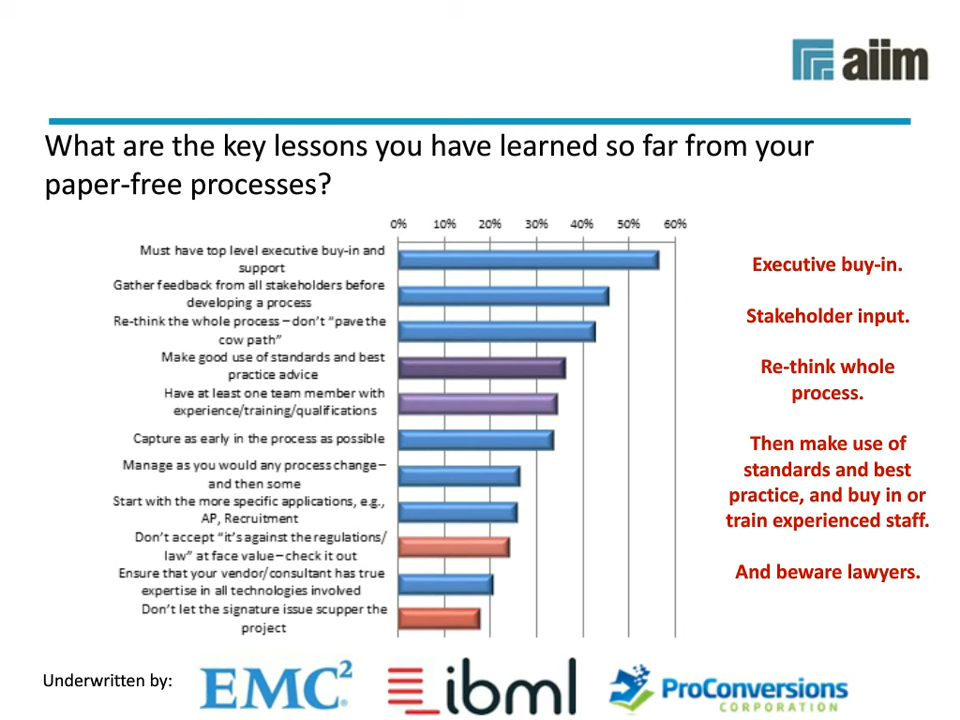 aiim
What are the key lessons you have learned so far from your
paper-free processes?
0% 10% 20% 30% 40% 50% 60%
Must have top level executive buy-in and
support
Gather feedback from all stakeholders before
developing a process
Re-think the whole process – don't "pave the
cow path"
Make good use of standards and best
practice advice
Have at least one team member with
experience/training/qualifications
Capture as early in the process as possible
Manage as you would any process change –
and then some
Start with the more specific applications, e.g.,
AP, Recruitment
Don't accept "it's against the regulations/
law" at face value – check it out
Ensure that your vendor/consultant has true
expertise in all technologies involved
Don't let the signature issue scupper the
project
Executive buy-in.
Stakeholder input.
Re-think whole
process.
Then make use of
standards and best
practice, and buy in or
train experienced staff.
And beware lawyers.
Underwritten by:
EMC²
ibml
ProConversions
CORPORATION